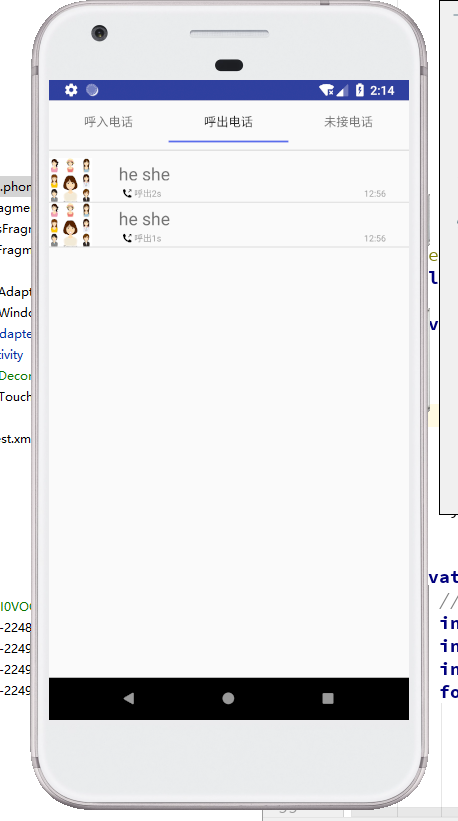 2:14
呼入电话
呼出电话
未接电话
he she
呼出2s
12:56
he she
呼出1s
12:56
.phon
agme
sFragn
Fragm
Adapt
Windo
dapte
tivity
Decor
Touch
est.xm
I0VO
-2248
-2249
-2249
-2249
e
l
v
vat
//
in
in
in
fo